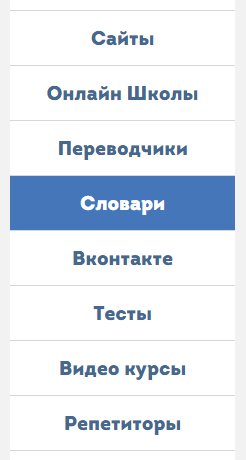 Сайты
Онлайн Школы
Переводчики
Словари
Вконтакте
Тесты
Видео курсы
Репетиторы